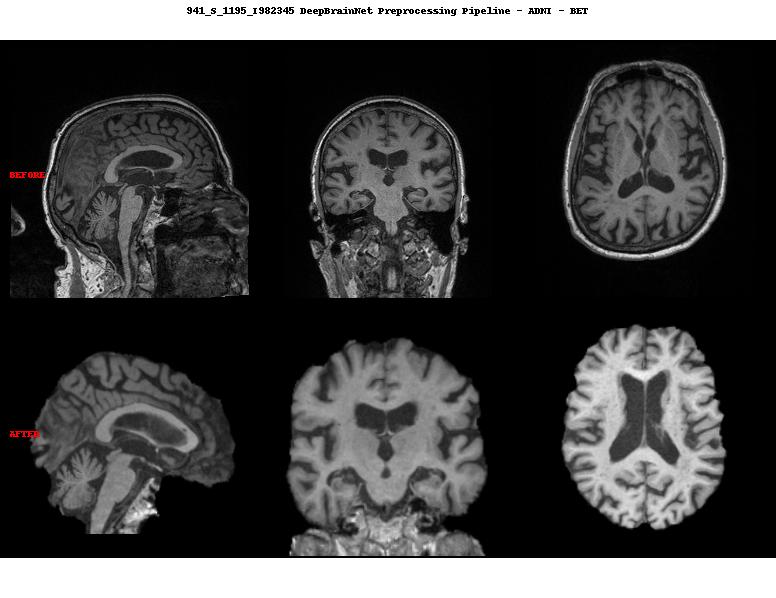 941_S_1195_I982345 DeepBrainNet Preprocessing Pipeline - ADNI - BET
BEFORE
AFTER